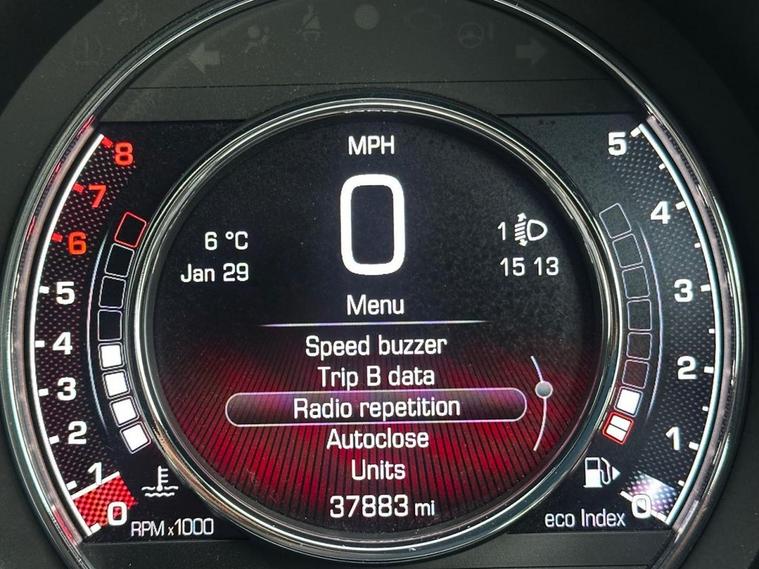 MPH
0
6 °C
Jan 29
1
15 13
Menu
Speed buzzer
Trip B data
Radio repetition
Autoclose
Units
37883 mi
8
7
6
5
4
3
2
1
0
RPM x1000
5
4
3
2
1
0
eco Index